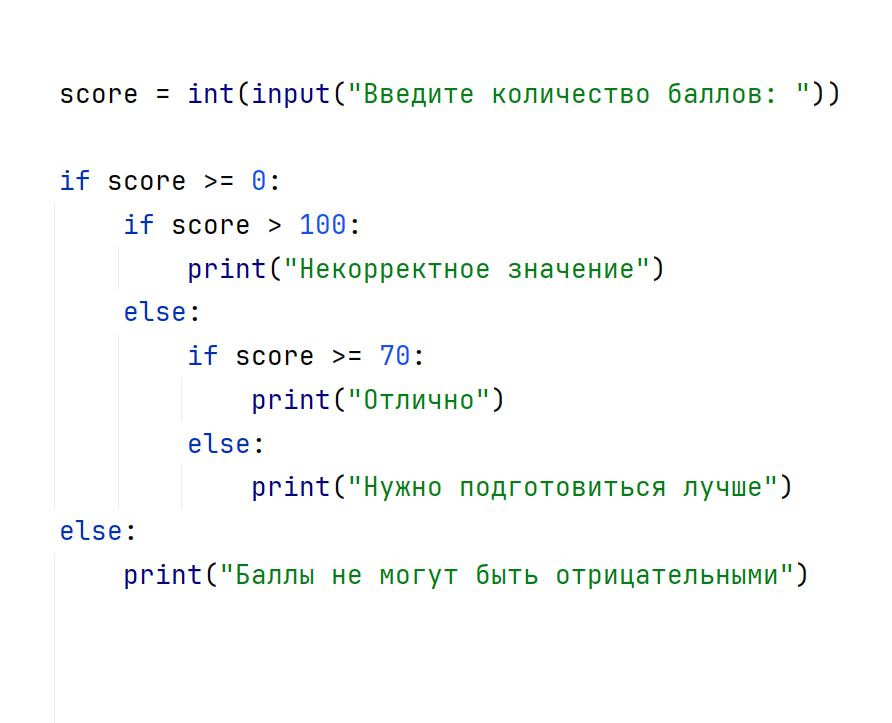 score = int(input("Введите количество баллов: "))
if score >= 0:
    if score > 100:
        print("Некорректное значение")
    else:
        if score >= 70:
            print("Отлично")
        else:
            print("Нужно подготовиться лучше")
else:
    print("Баллы не могут быть отрицательными")